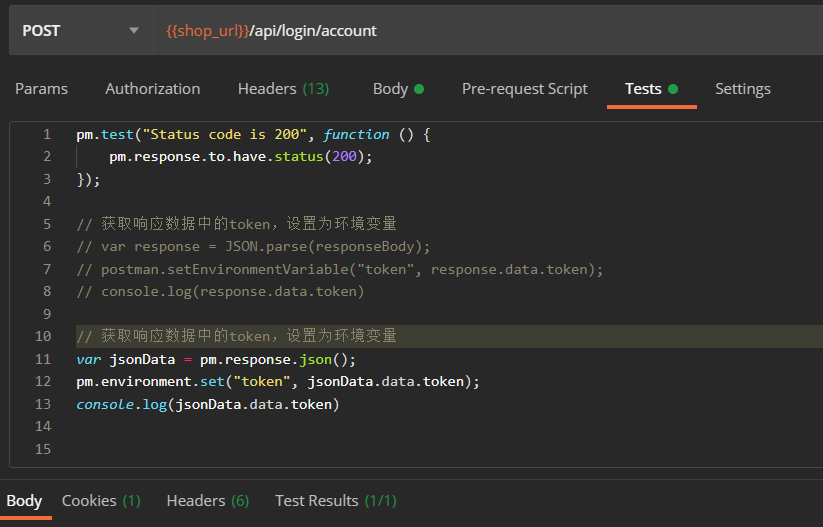 POST {{shop_url}}/api/login/account
Params Authorization Headers (13) Body Pre-request Script Tests Settings
1 pm.test("Status code is 200", function () {
2 pm.response.to.have.status(200);
3 });
4
5 // 获取响应数据中的token，设置为环境变量
6 // var response = JSON.parse(responseBody);
7 // postman.setEnvironmentVariable("token", response.data.token);
8 // console.log(response.data.token)
9
10 // 获取响应数据中的token，设置为环境变量
11 var jsonData = pm.response.json();
12 pm.environment.set("token", jsonData.data.token);
13 console.log(jsonData.data.token)
14
15
Body Cookies (1) Headers (6) Test Results (1/1)